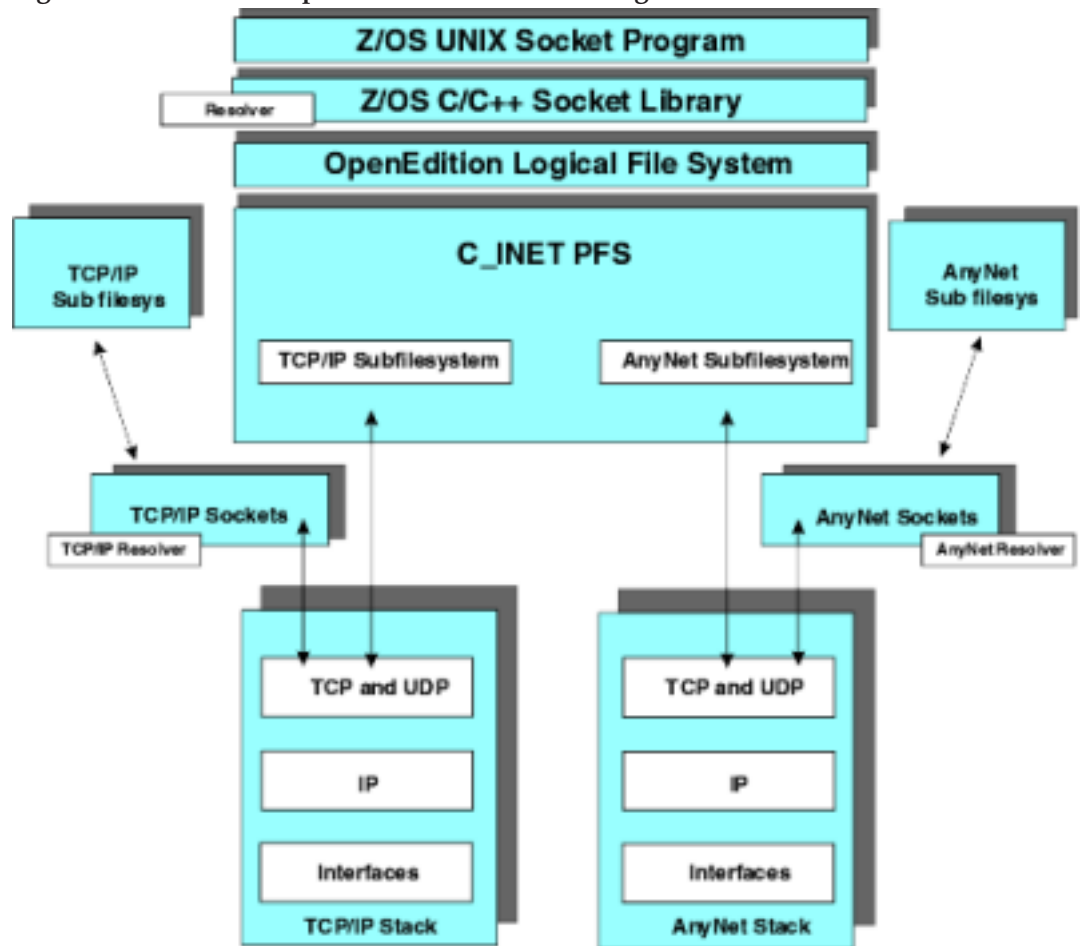 Z/OS UNIX Socket Program
Z/OS C/C++ Socket Library
Resolver
OpenEdition Logical File System
C_INET PFS
TCP/IP
Sub filesys
AnyNet
Sub filesys
TCP/IP Subfilesystem
AnyNet Subfilesystem
TCP/IP Sockets
TCP/IP Resolver
AnyNet Sockets
AnyNet Resolver
TCP and UDP
IP
Interfaces
TCP/IP Stack
TCP and UDP
IP
Interfaces
AnyNet Stack